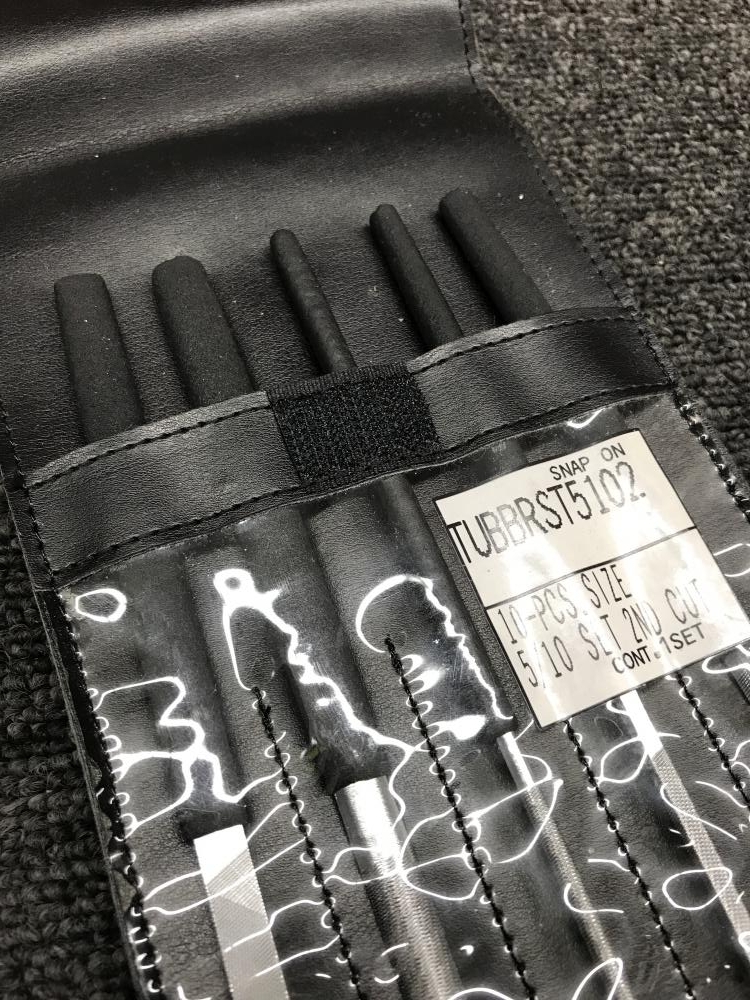 SNAP ON
TUBBRST5102
10-PCS.SIZE
5/10 SET 2ND CUT
CONT.1SET